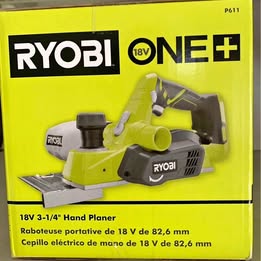 P611
RYOBI 18V ONE+
RYOBI
18V 3-1/4" Hand Planer
Raboteuse portative de 18 V de 82,6 mm
Cepillo eléctrico de mano de 18 V de 82,6 mm